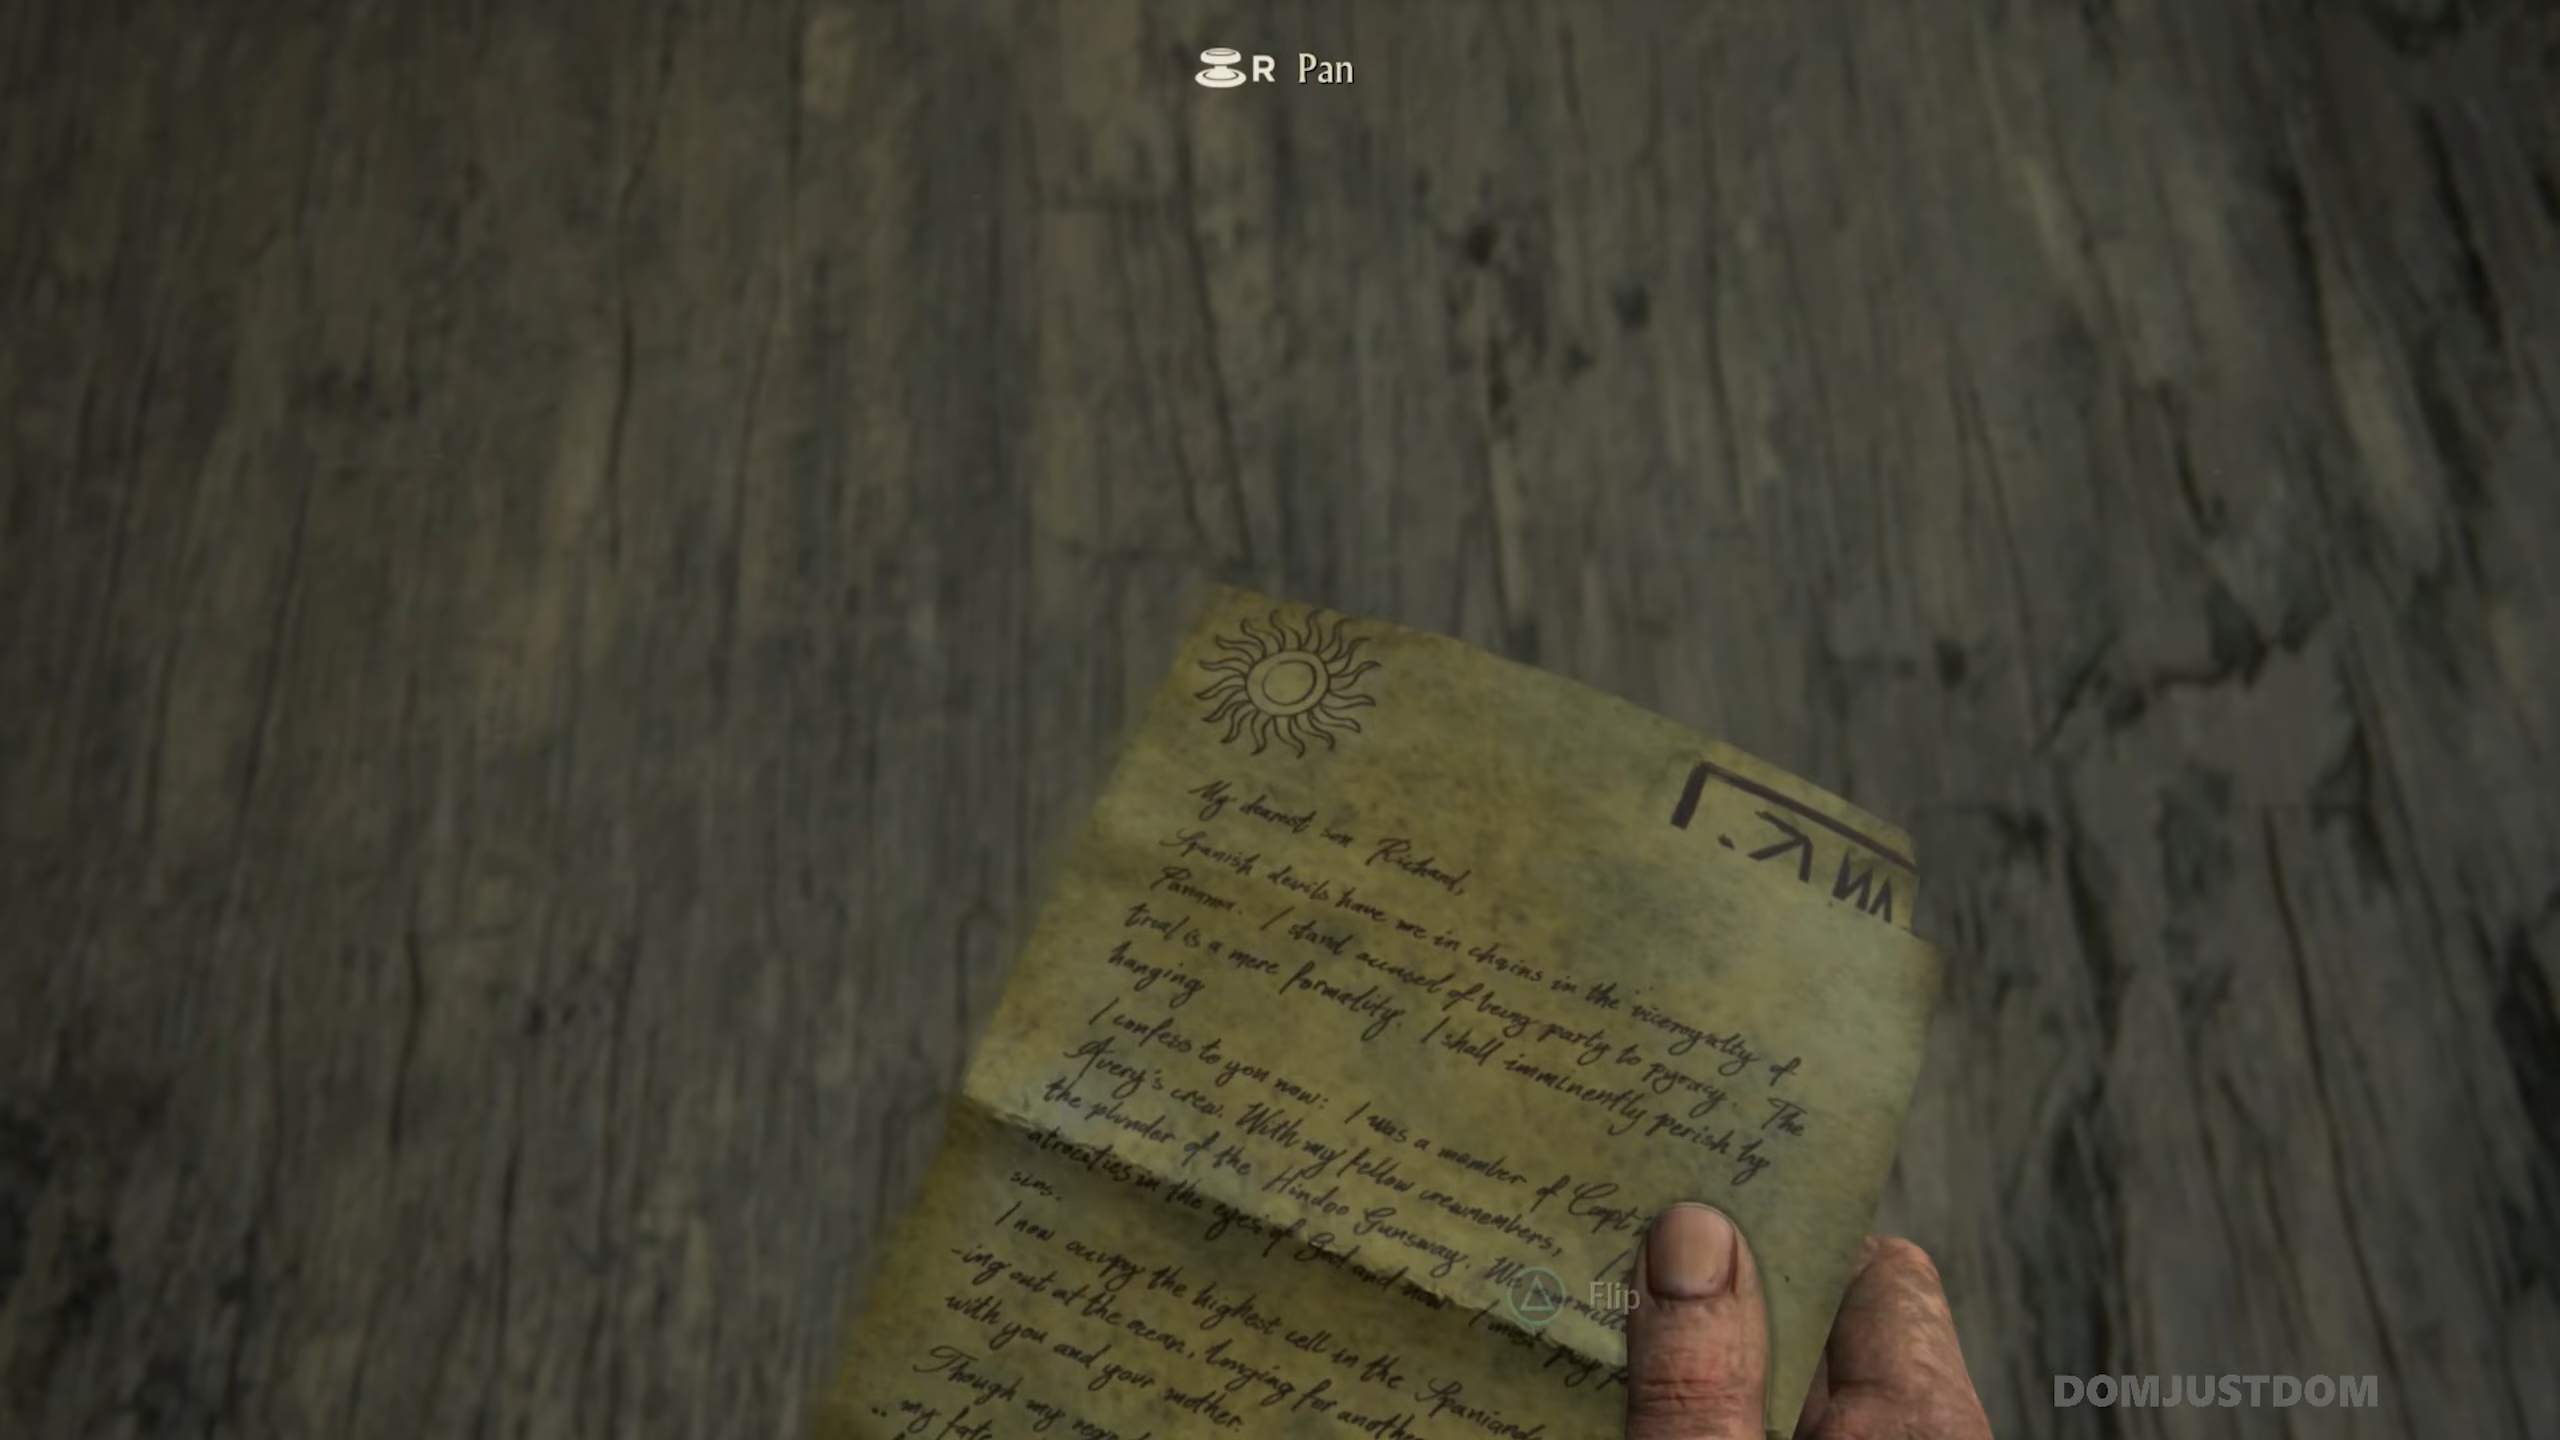 R Pan
My dearest son Richard,
Spanish devils have me in chains in the viceroyalty of
Panama. I stand accused of being party to pyracy. The
trial is a mere formality. I shall imminently perish by
hanging
I confess to you now: I was a member of Capt
Avery's crew. With my fellow crewmembers, I
the plunder of the Hindoo Gunsway. We
atrocities in the eyes of God and now I must pay
sins.
I now occupy the highest cell in the Spaniard
-ing out at the ocean, longing for another
with you and your mother.
Though my
my fate
Flip
DOMJUSTDOM